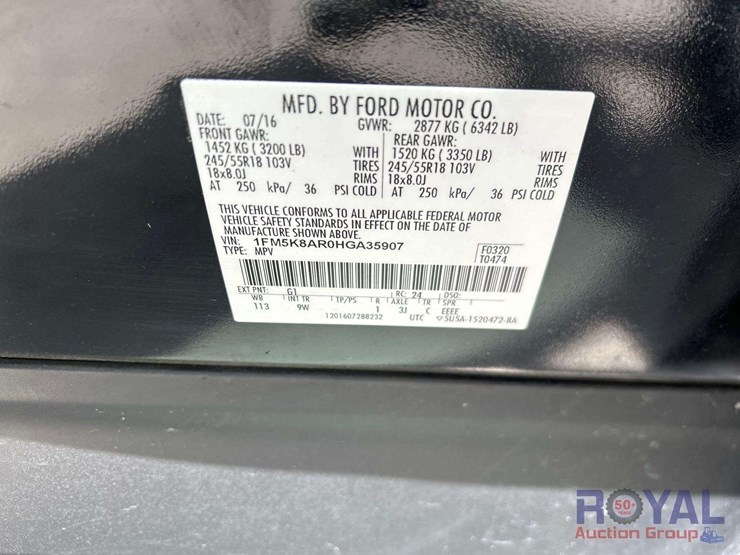 MFD. BY FORD MOTOR CO.
DATE: 07/16 GVWR: 2877 KG ( 6342 LB)
FRONT GAWR: REAR GAWR:
1452 KG ( 3200 LB) WITH 1520 KG ( 3350 LB) WITH
245/55R18 103V TIRES 245/55R18 103V TIRES
18x8.0J RIMS 18x8.0J RIMS
AT 250 kPa/ 36 PSI COLD AT 250 kPa/ 36 PSI COLD
THIS VEHICLE CONFORMS TO ALL APPLICABLE FEDERAL MOTOR
VEHICLE SAFETY STANDARDS IN EFFECT ON THE DATE OF
MANUFACTURE SHOWN ABOVE.
VIN: 1FM5K8AR0HGA35907 F0320
TYPE: MPV T0474
EXT PNT: G1 RC: 24 DSO:
WB INT TR TP/PS R AXLE TR SPR
113 9W 1 3J C EEEE
1201607288232 UTC SU5A-1520472-BA
ROYAL
50+
YEARS
Auction Group